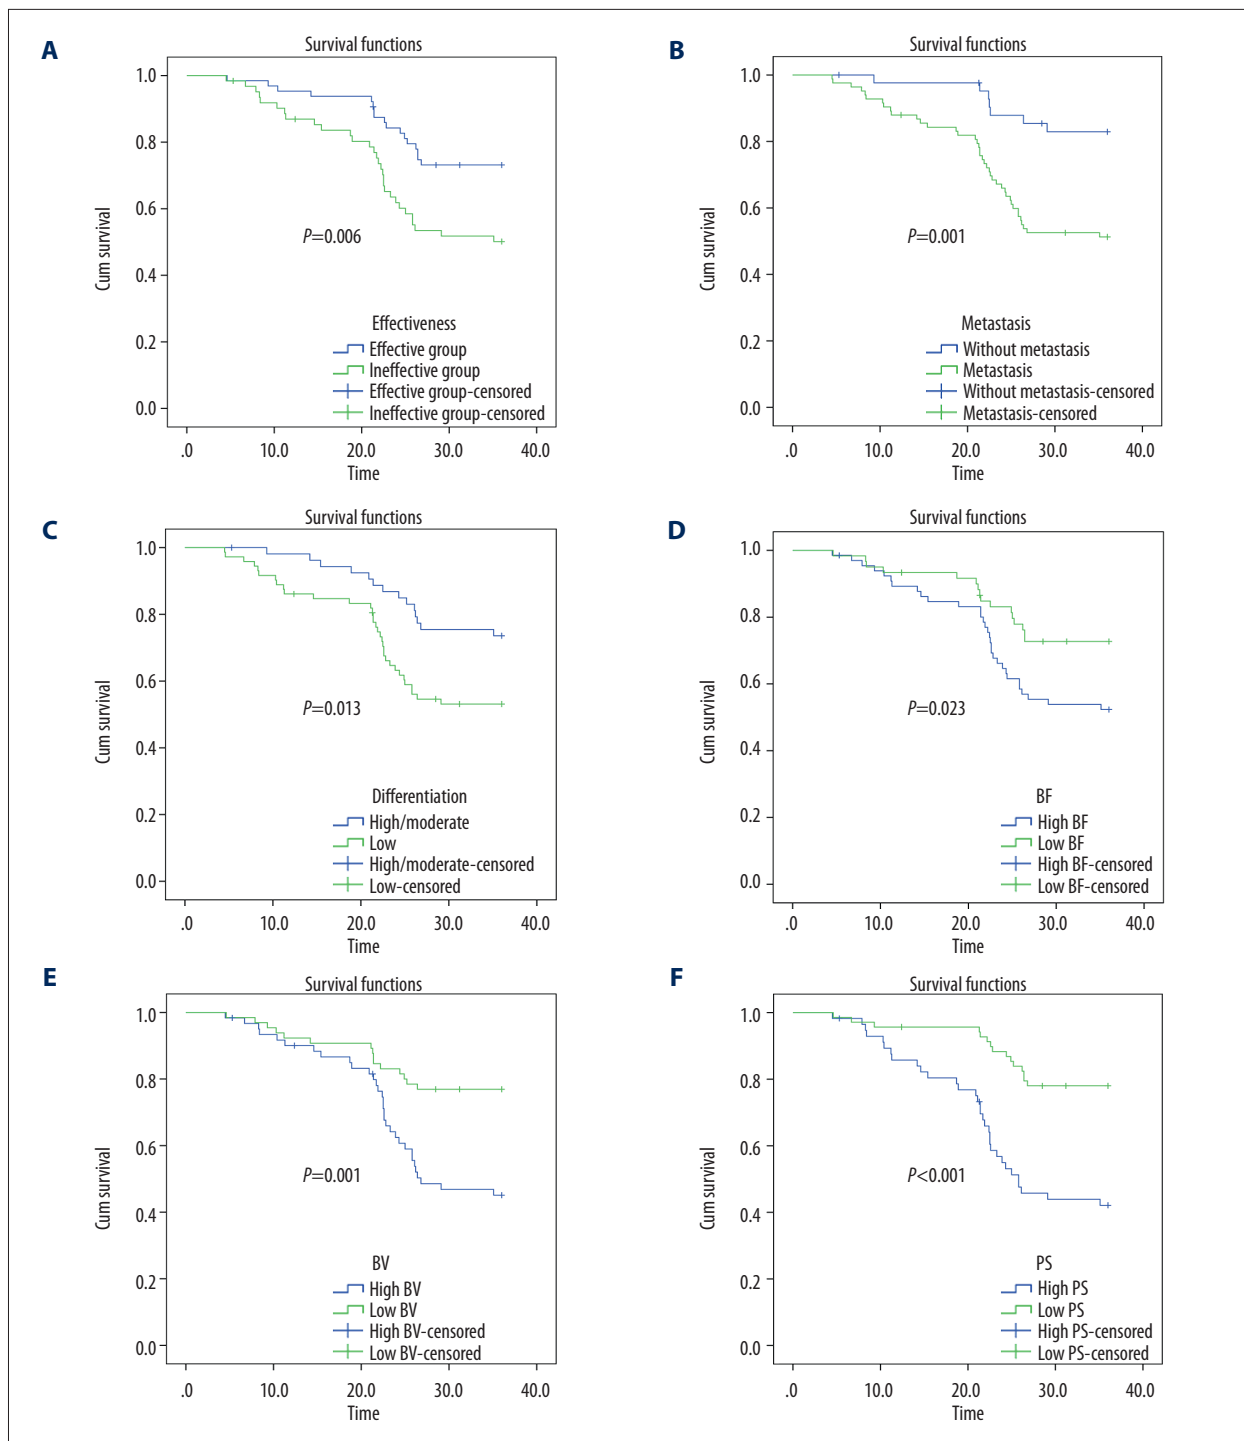 A
Survival functions
Cum survival
1.0
0.8
0.6
0.4
0.2
0.0
P=0.006
Effectiveness
Effective group
Ineffective group
Effective group-censored
Ineffective group-censored
.0 10.0 20.0 30.0 40.0
Time
B
Survival functions
Cum survival
1.0
0.8
0.6
0.4
0.2
0.0
P=0.001
Metastasis
Without metastasis
Metastasis
Without metastasis-censored
Metastasis-censored
.0 10.0 20.0 30.0 40.0
Time
C
Survival functions
Cum survival
1.0
0.8
0.6
0.4
0.2
0.0
P=0.013
Differentiation
High/moderate
Low
High/moderate-censored
Low-censored
.0 10.0 20.0 30.0 40.0
Time
D
Survival functions
Cum survival
1.0
0.8
0.6
0.4
0.2
0.0
P=0.023
BF
High BF
Low BF
High BF-censored
Low BF-censored
.0 10.0 20.0 30.0 40.0
Time
E
Survival functions
Cum survival
1.0
0.8
0.6
0.4
0.2
0.0
P=0.001
BV
High BV
Low BV
High BV-censored
Low BV-censored
.0 10.0 20.0 30.0 40.0
Time
F
Survival functions
Cum survival
1.0
0.8
0.6
0.4
0.2
0.0
P<0.001
PS
High PS
Low PS
High PS-censored
Low PS-censored
.0 10.0 20.0 30.0 40.0
Time